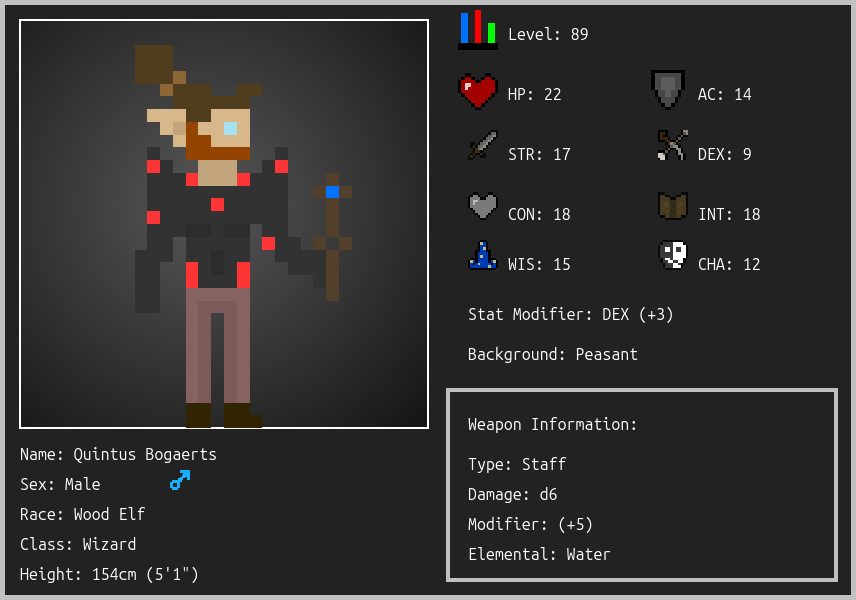 Level: 89
HP: 22
AC: 14
STR: 17
DEX: 9
CON: 18
INT: 18
WIS: 15
CHA: 12
Stat Modifier: DEX (+3)
Background: Peasant
Weapon Information:
Type: Staff
Damage: d6
Modifier: (+5)
Elemental: Water
Name: Quintus Bogaerts
Sex: Male
Race: Wood Elf
Class: Wizard
Height: 154cm (5'1")